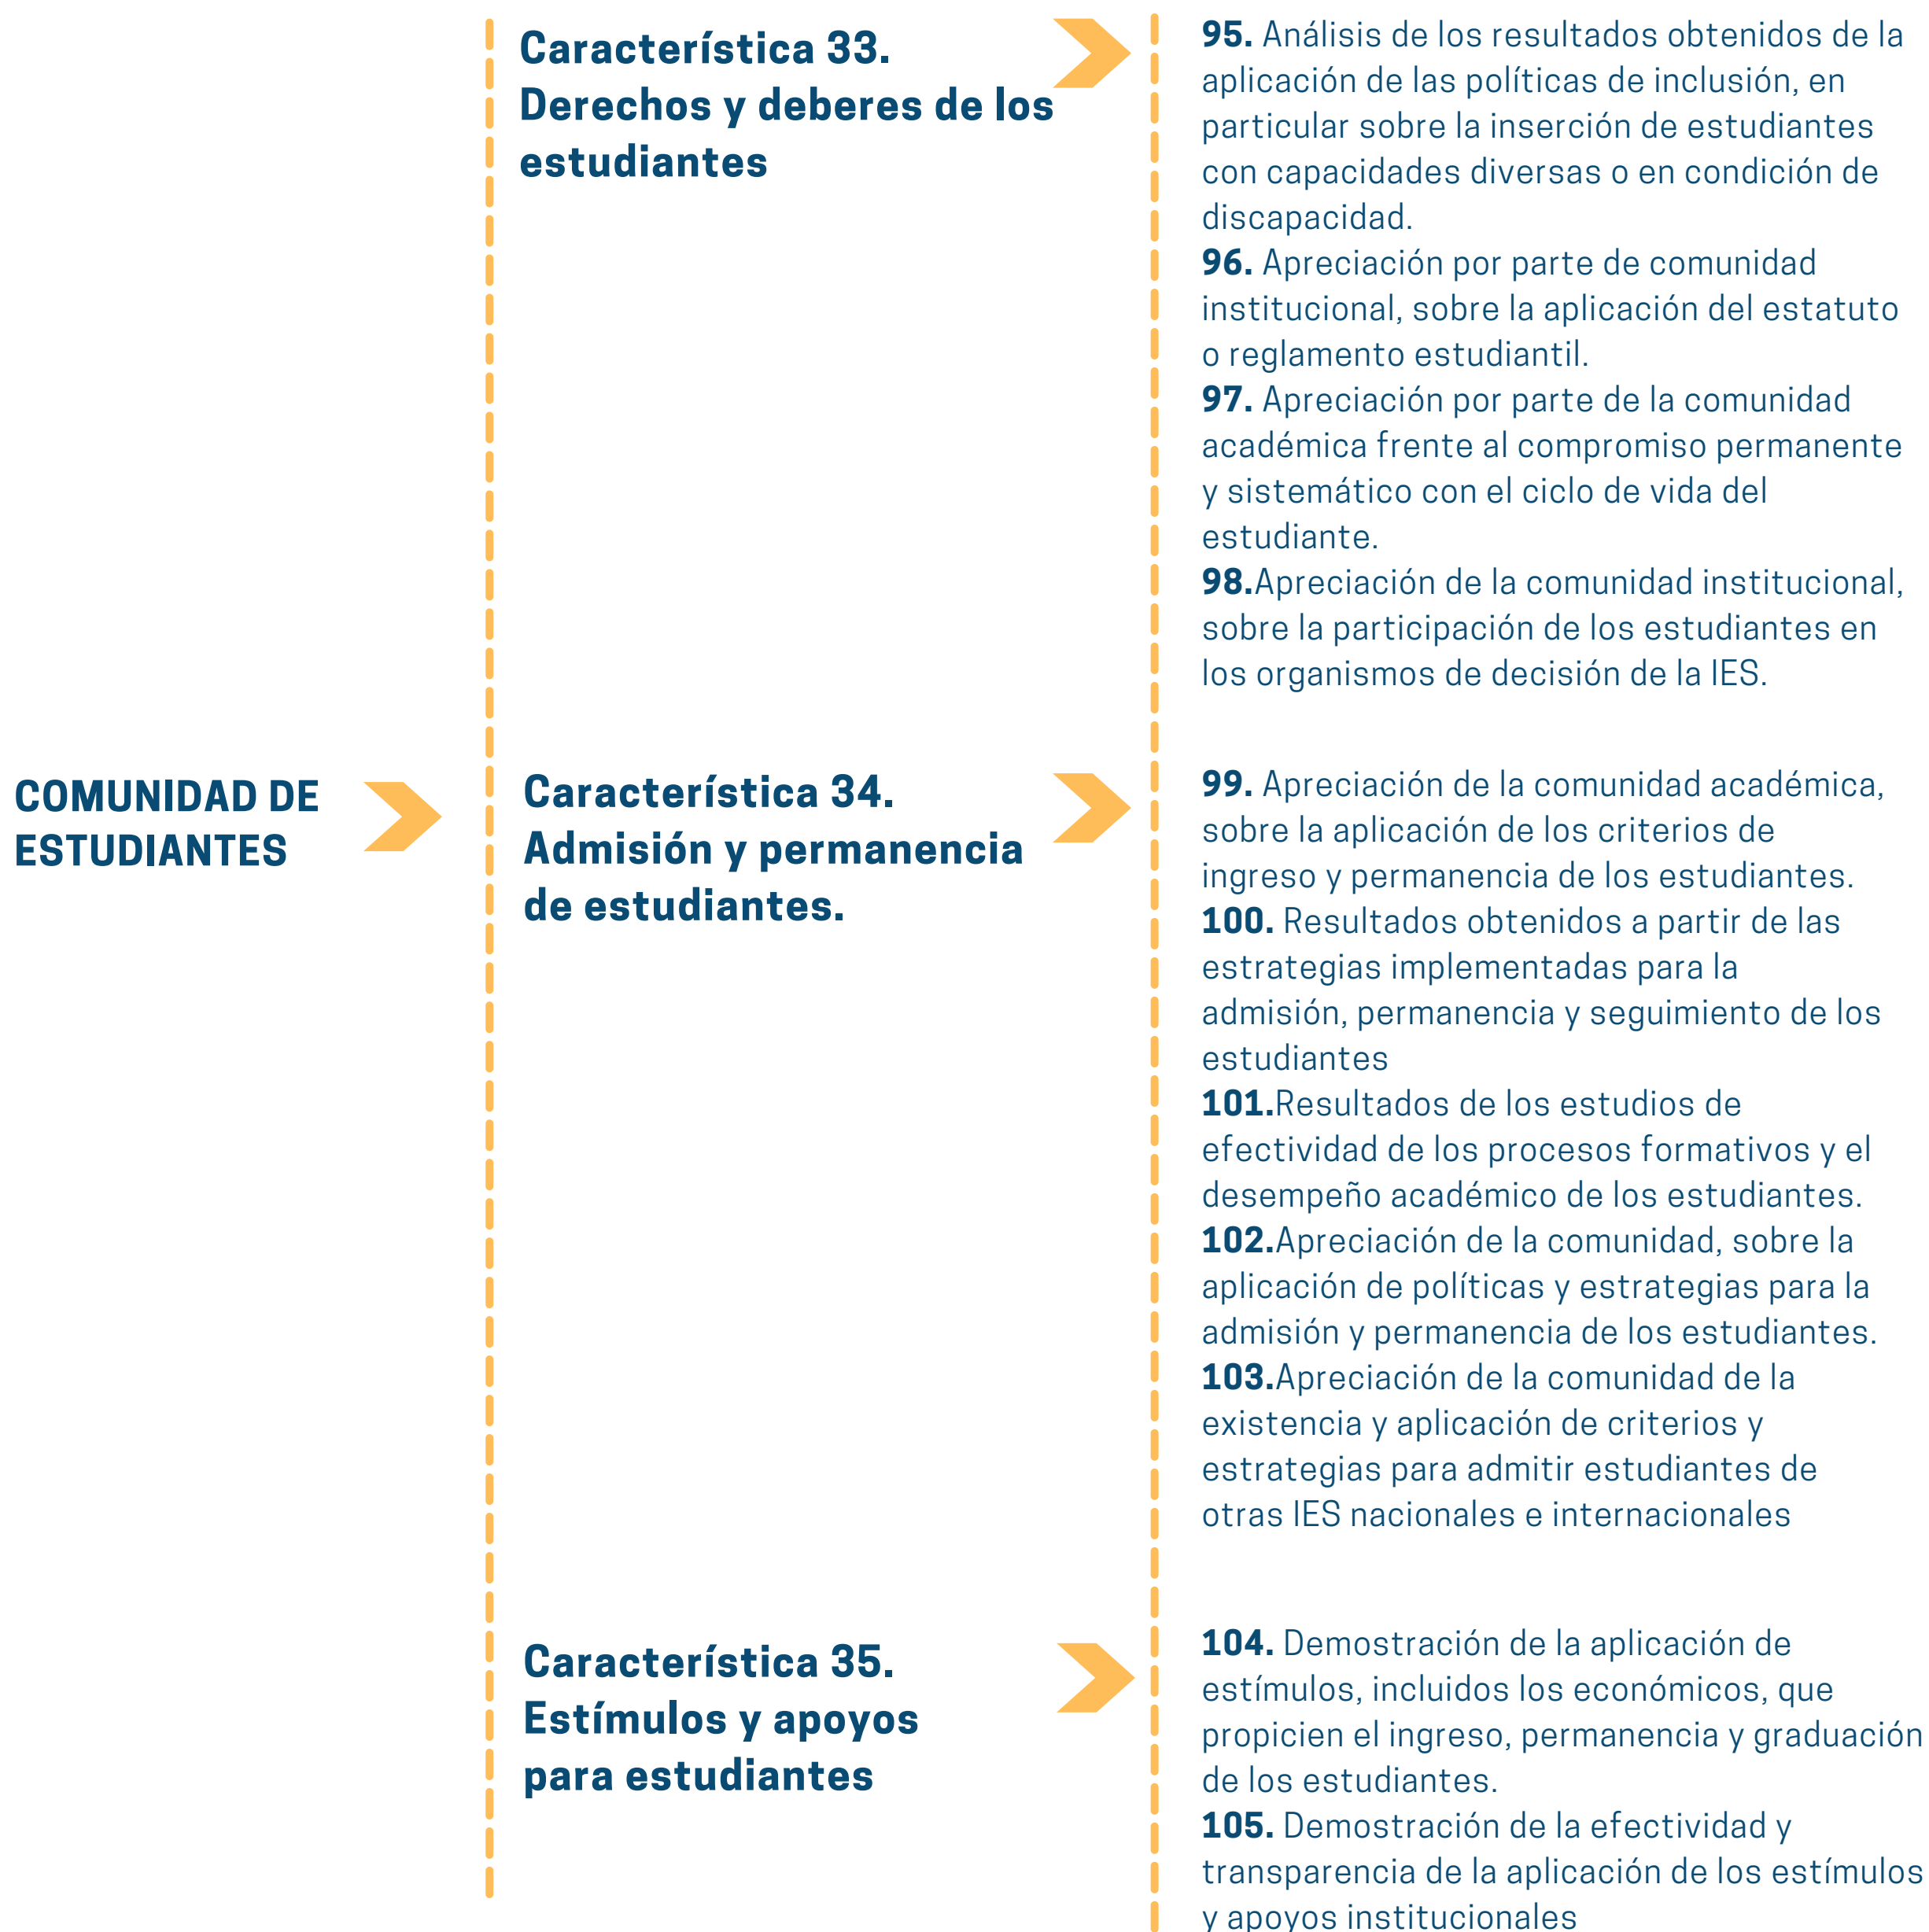 COMUNIDAD DE
ESTUDIANTES
Característica 33.
Derechos y deberes de los
estudiantes
95. Análisis de los resultados obtenidos de la
aplicación de las políticas de inclusión, en
particular sobre la inserción de estudiantes
con capacidades diversas o en condición de
discapacidad.
96. Apreciación por parte de comunidad
institucional, sobre la aplicación del estatuto
o reglamento estudiantil.
97. Apreciación por parte de la comunidad
académica frente al compromiso permanente
y sistemático con el ciclo de vida del
estudiante.
98.Apreciación de la comunidad institucional,
sobre la participación de los estudiantes en
los organismos de decisión de la IES.
Característica 34.
Admisión y permanencia
de estudiantes.
99. Apreciación de la comunidad académica,
sobre la aplicación de los criterios de
ingreso y permanencia de los estudiantes.
100. Resultados obtenidos a partir de las
estrategias implementadas para la
admisión, permanencia y seguimiento de los
estudiantes
101.Resultados de los estudios de
efectividad de los procesos formativos y el
desempeño académico de los estudiantes.
102.Apreciación de la comunidad, sobre la
aplicación de políticas y estrategias para la
admisión y permanencia de los estudiantes.
103.Apreciación de la comunidad de la
existencia y aplicación de criterios y
estrategias para admitir estudiantes de
otras IES nacionales e internacionales
Característica 35.
Estímulos y apoyos
para estudiantes
104. Demostración de la aplicación de
estímulos, incluidos los económicos, que
propicien el ingreso, permanencia y graduación
de los estudiantes.
105. Demostración de la efectividad y
transparencia de la aplicación de los estímulos
y apoyos institucionales